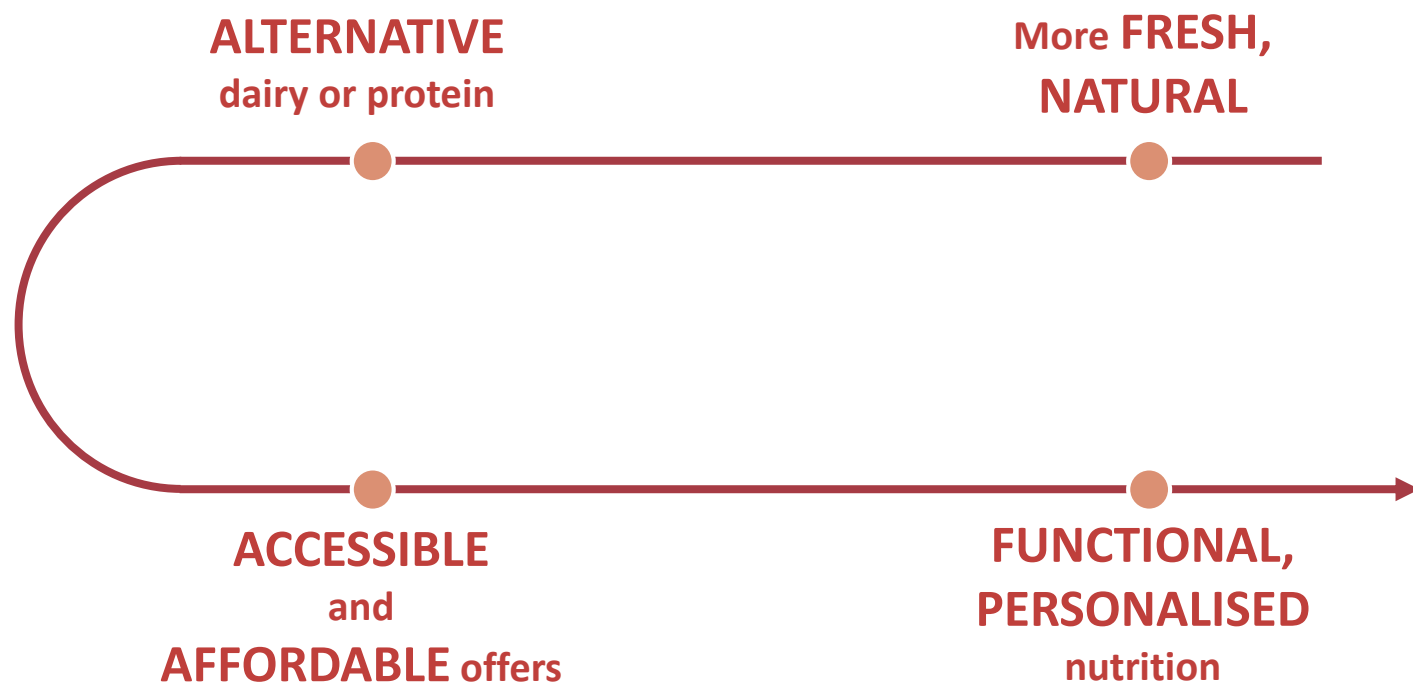 ALTERNATIVE
dairy or protein
More FRESH,
NATURAL
ACCESSIBLE
and
AFFORDABLE offers
FUNCTIONAL,
PERSONALISED
nutrition